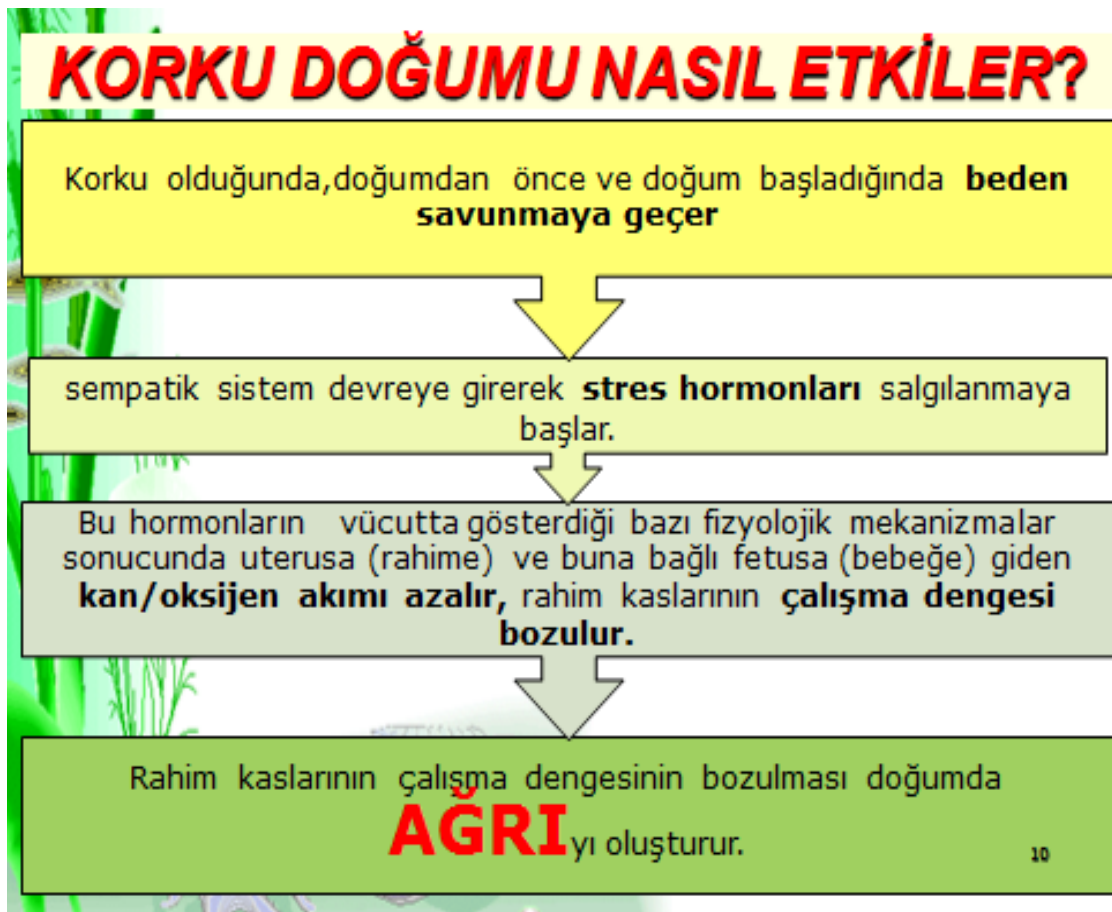 KORKU DOĞUMU NASIL ETKİLER?
Korku olduğunda,doğumdan önce ve doğum başladığında beden
savunmaya geçer
sempatik sistem devreye girerek stres hormonları salgılanmaya
başlar.
Bu hormonların vücutta gösterdiği bazı fizyolojik mekanizmalar
sonucunda uterusa (rahime) ve buna bağlı fetusa (bebeğe) giden
kan/oksijen akımı azalır, rahim kaslarının çalışma dengesi
bozulur.
Rahim kaslarının çalışma dengesinin bozulması doğumda
AĞRIyı oluşturur.
10